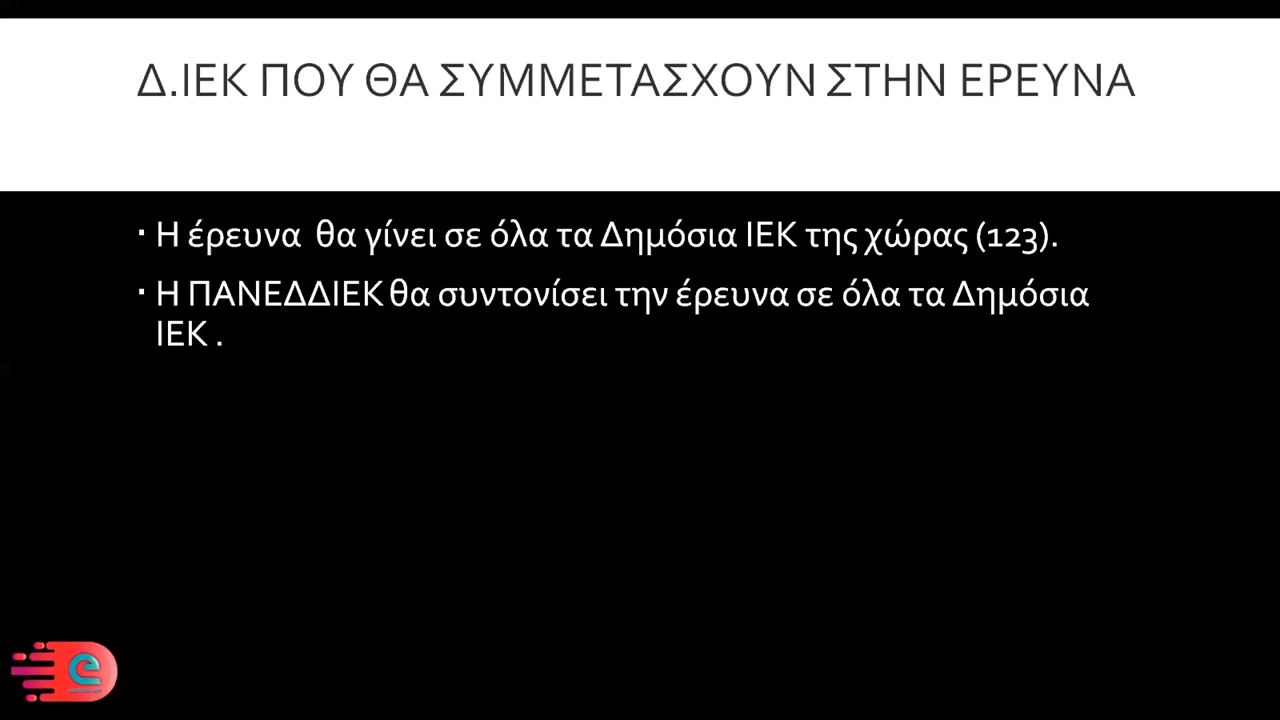 Δ.ΙΕΚ ΠΟΥ ΘΑ ΣΥΜΜΕΤΑΣΧΟΥΝ ΣΤΗΝ ΕΡΕΥΝΑ
▪ Η έρευνα θα γίνει σε όλα τα Δημόσια ΙΕΚ της χώρας (123).
▪ Η ΠΑΝΕΔΔΙΕΚ θα συντονίσει την έρευνα σε όλα τα Δημόσια
ΙΕΚ .